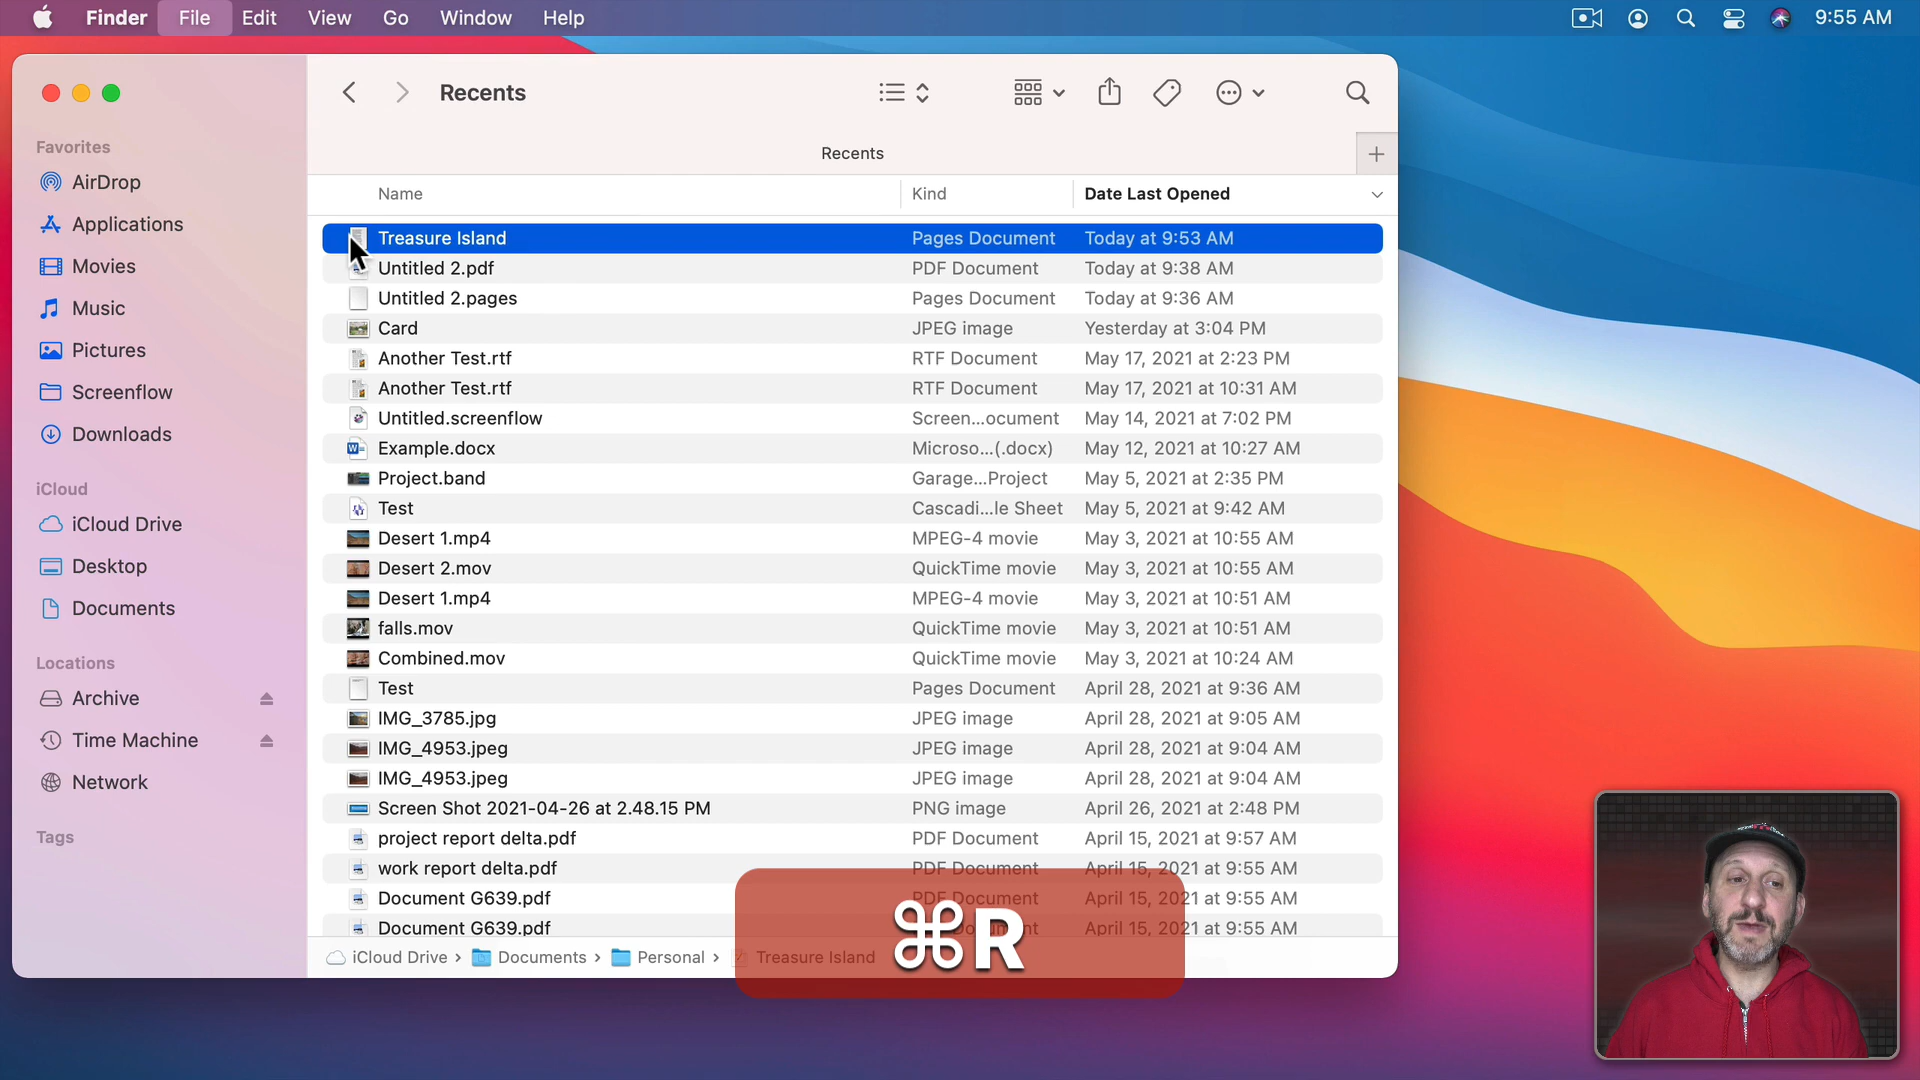 Finder File Edit View Go Window Help 9:55 AM
Recents
Recents
Favorites
AirDrop
Applications
Movies
Music
Pictures
Screenflow
Downloads
iCloud
iCloud Drive
Desktop
Documents
Locations
Archive
Time Machine
Network
Tags
Name Kind Date Last Opened
Treasure Island Pages Document Today at 9:53 AM
Untitled 2.pdf PDF Document Today at 9:38 AM
Untitled 2.pages Pages Document Today at 9:36 AM
Card JPEG image Yesterday at 3:04 PM
Another Test.rtf RTF Document May 17, 2021 at 2:23 PM
Another Test.rtf RTF Document May 17, 2021 at 10:31 AM
Untitled.screenflow Screen...ocument May 14, 2021 at 7:02 PM
Example.docx Microso...(.docx) May 12, 2021 at 10:27 AM
Project.band Garage...Project May 5, 2021 at 2:35 PM
Test Cascadi...le Sheet May 5, 2021 at 9:42 AM
Desert 1.mp4 MPEG-4 movie May 3, 2021 at 10:55 AM
Desert 2.mov QuickTime movie May 3, 2021 at 10:55 AM
Desert 1.mp4 MPEG-4 movie May 3, 2021 at 10:51 AM
falls.mov QuickTime movie May 3, 2021 at 10:51 AM
Combined.mov QuickTime movie May 3, 2021 at 10:24 AM
Test Pages Document April 28, 2021 at 9:36 AM
IMG_3785.jpg JPEG image April 28, 2021 at 9:05 AM
IMG_4953.jpeg JPEG image April 28, 2021 at 9:04 AM
IMG_4953.jpeg JPEG image April 28, 2021 at 9:04 AM
Screen Shot 2021-04-26 at 2.48.15 PM PNG image April 26, 2021 at 2:48 PM
project report delta.pdf PDF Document April 15, 2021 at 9:57 AM
work report delta.pdf PDF Document April 15, 2021 at 9:55 AM
Document G639.pdf PDF Document April 15, 2021 at 9:55 AM
Document G639.pdf April 15, 2021 at 9:55 AM
iCloud Drive › Documents › Personal › Treasure Island
⌘R